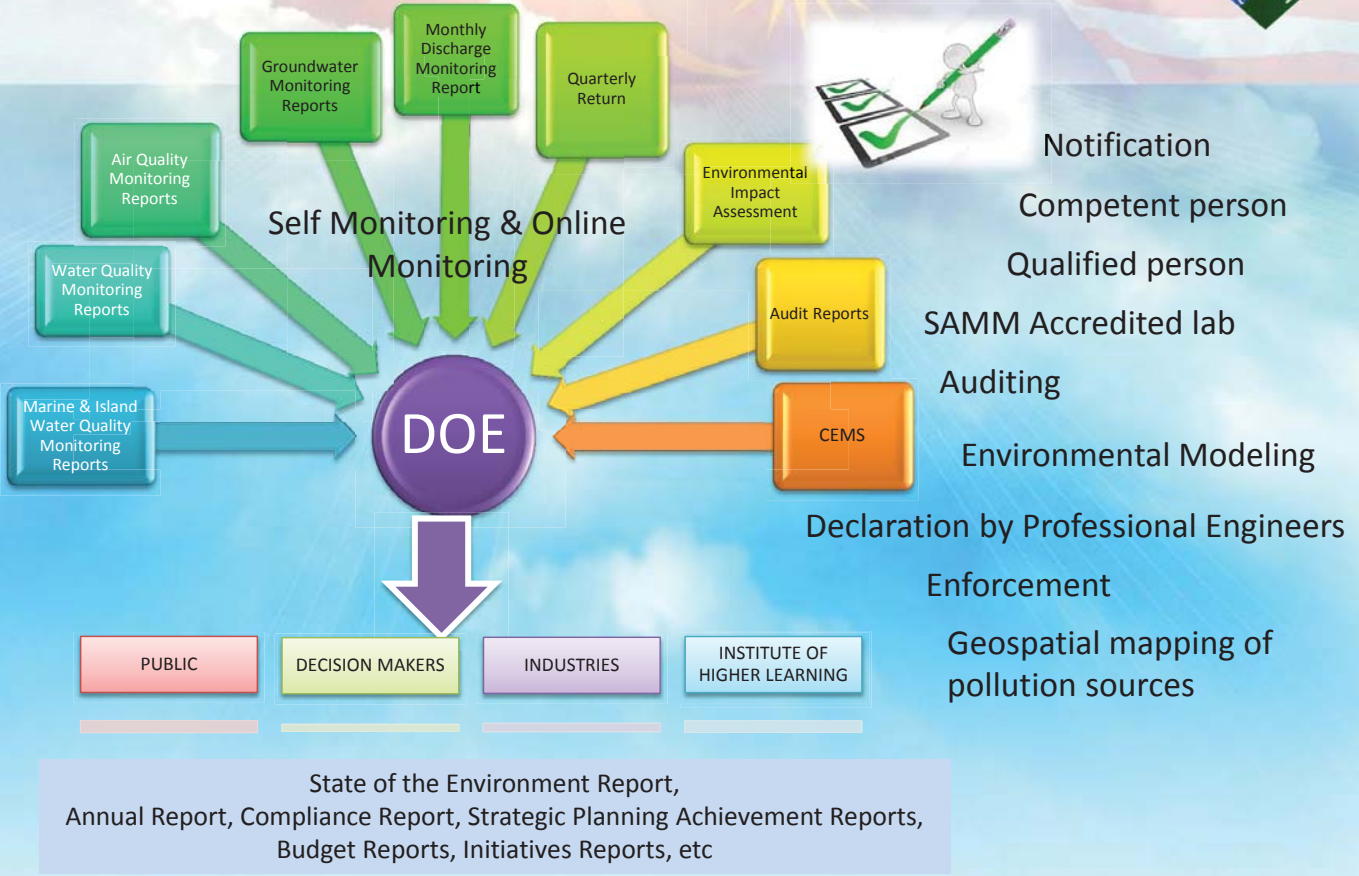 Monthly
Discharge
Monitoring
Report
Groundwater
Monitoring
Reports
Quarterly
Return
Air Quality
Monitoring
Reports
Environmental
Impact
Assessment
Water Quality
Monitoring
Reports
Audit Reports
Marine & Island
Water Quality
Monitoring
Reports
CEMS
Self Monitoring & Online
Monitoring
DOE
Notification
Competent person
Qualified person
SAMM Accredited lab
Auditing
Environmental Modeling
Declaration by Professional Engineers
Enforcement
Geospatial mapping of
pollution sources
PUBLIC
DECISION MAKERS
INDUSTRIES
INSTITUTE OF
HIGHER LEARNING
State of the Environment Report,
Annual Report, Compliance Report, Strategic Planning Achievement Reports,
Budget Reports, Initiatives Reports, etc